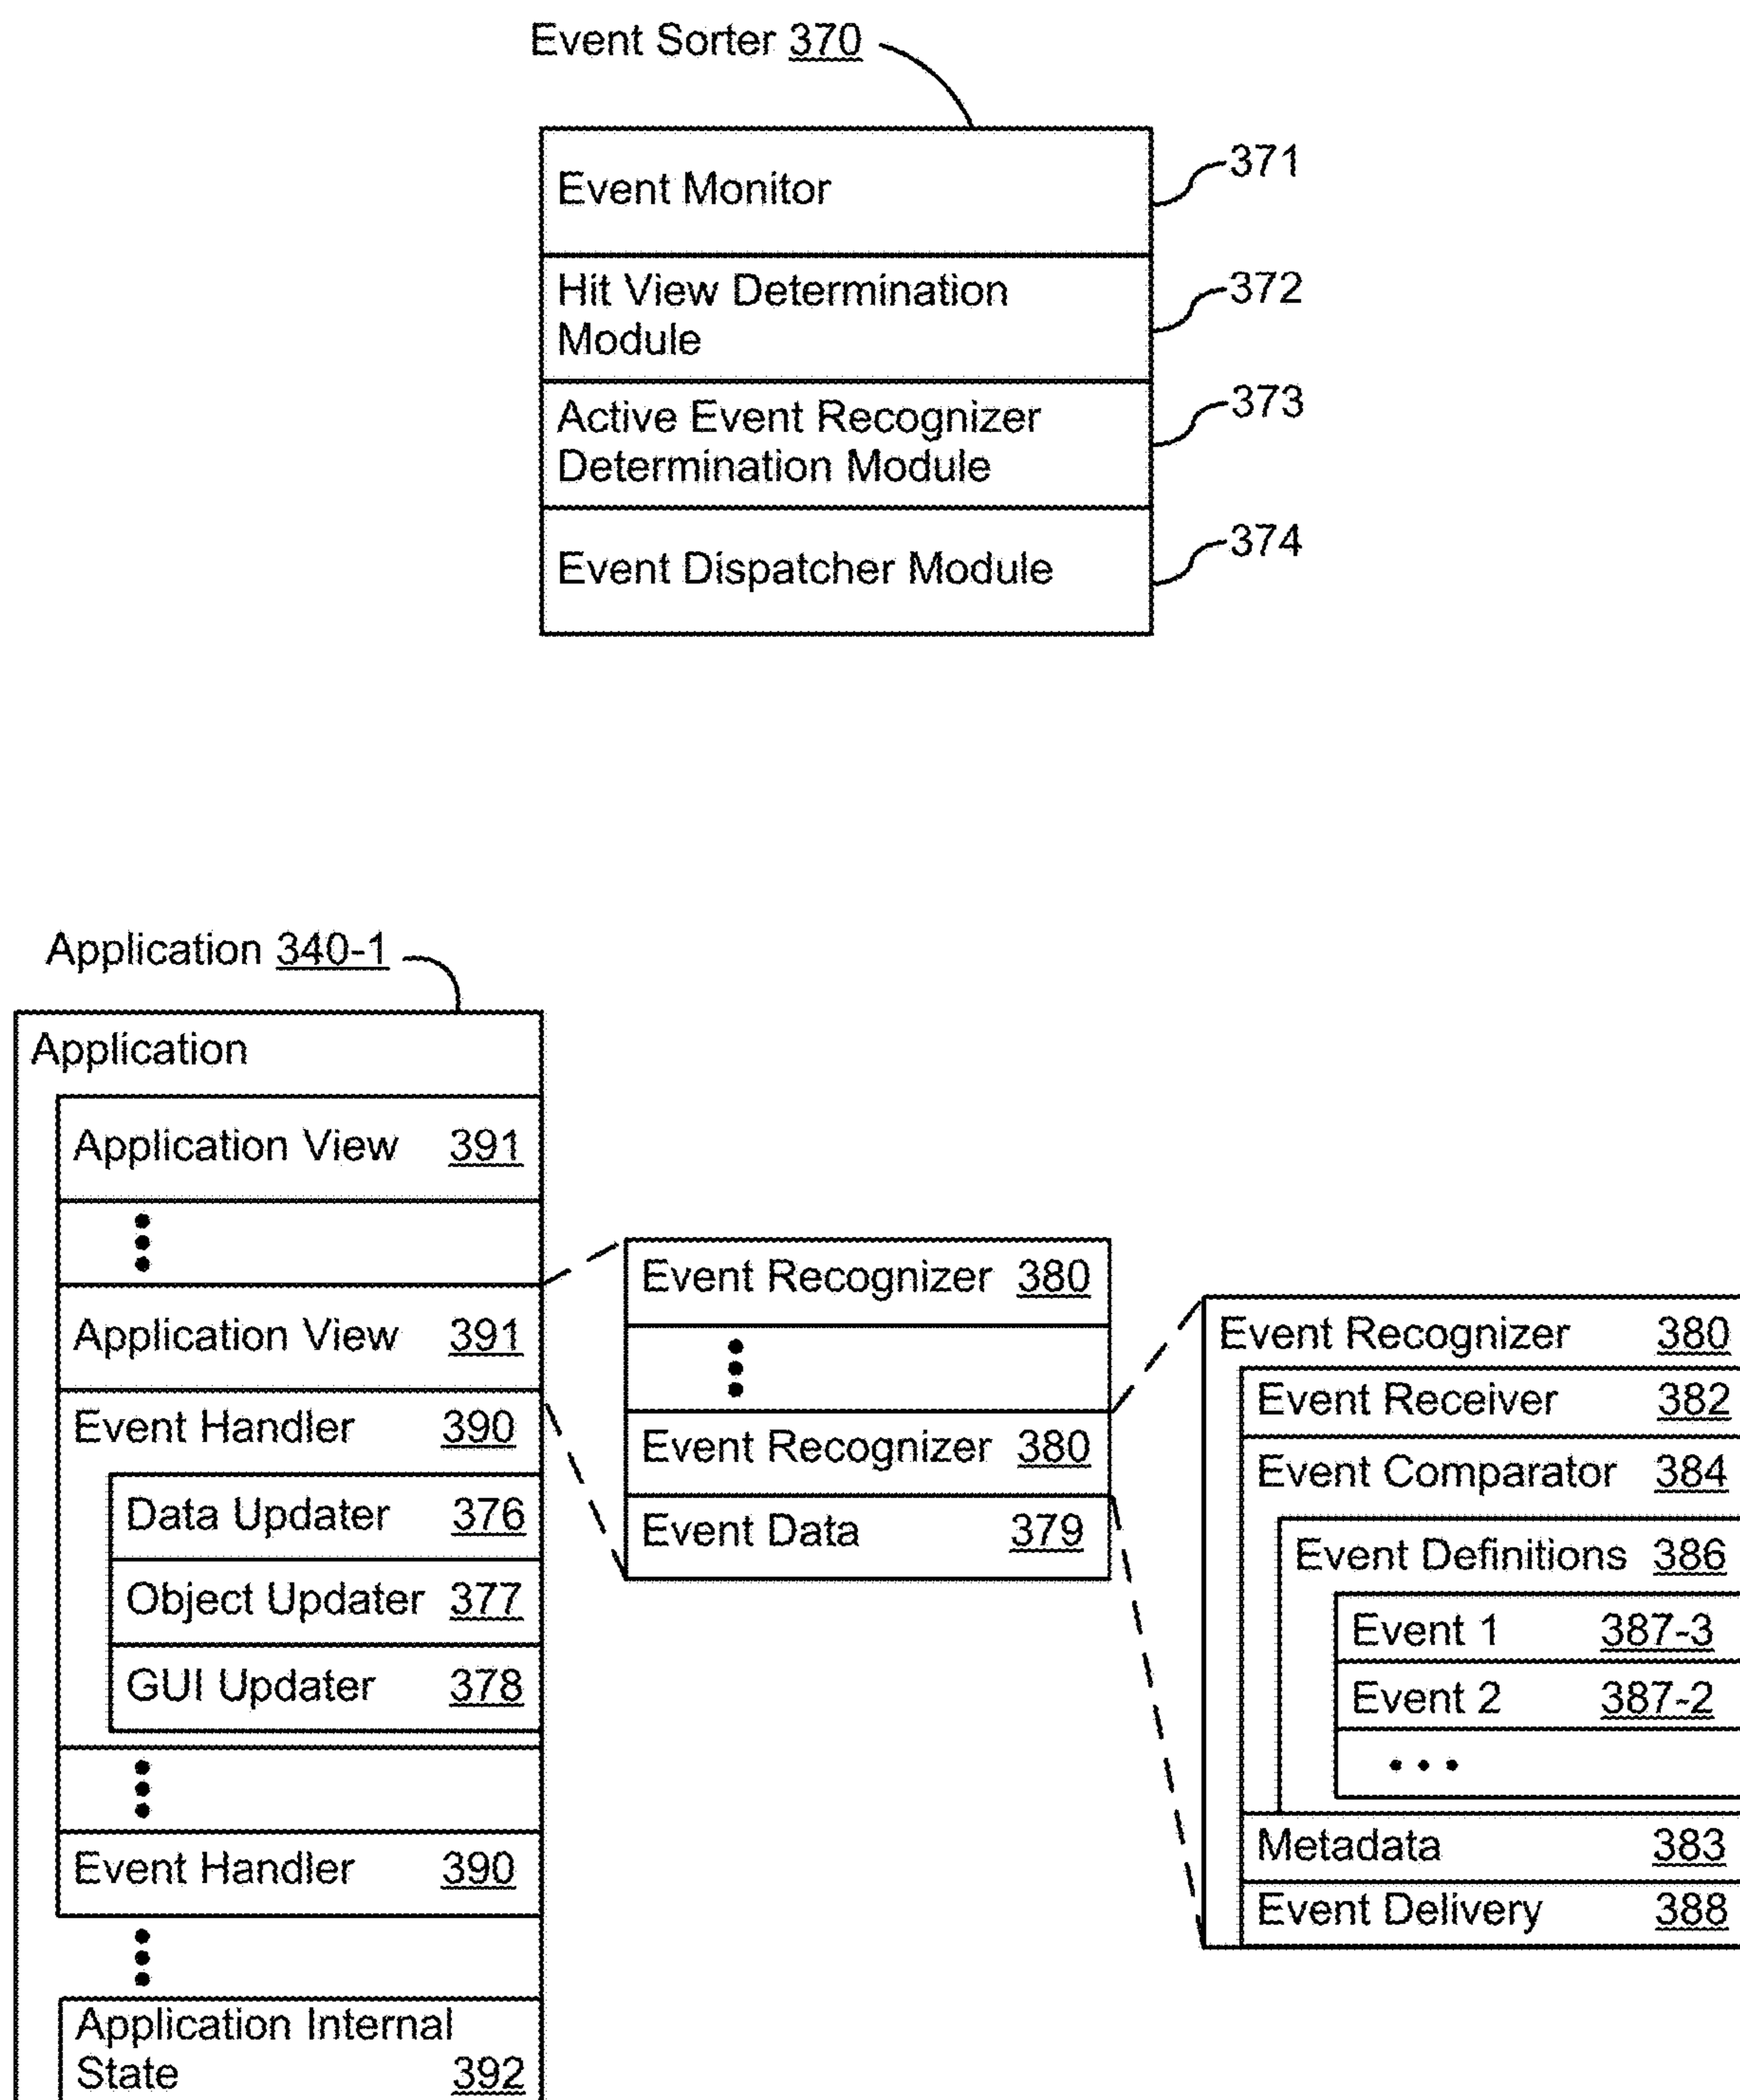 Event Sorter 370
Event Monitor
371
Hit View Determination
Module
372
Active Event Recognizer
Determination Module
373
Event Dispatcher Module
374
Application 340-1
Application
Application View 391
Application View 391
Event Handler 390
Data Updater 376
Object Updater 377
GUI Updater 378
Event Handler 390
Application Internal
State 392
Event Recognizer 380
Event Recognizer 380
Event Data 379
Event Recognizer 380
Event Receiver 382
Event Comparator 384
Event Definitions 386
Event 1 387-3
Event 2 387-2
Metadata 383
Event Delivery 388